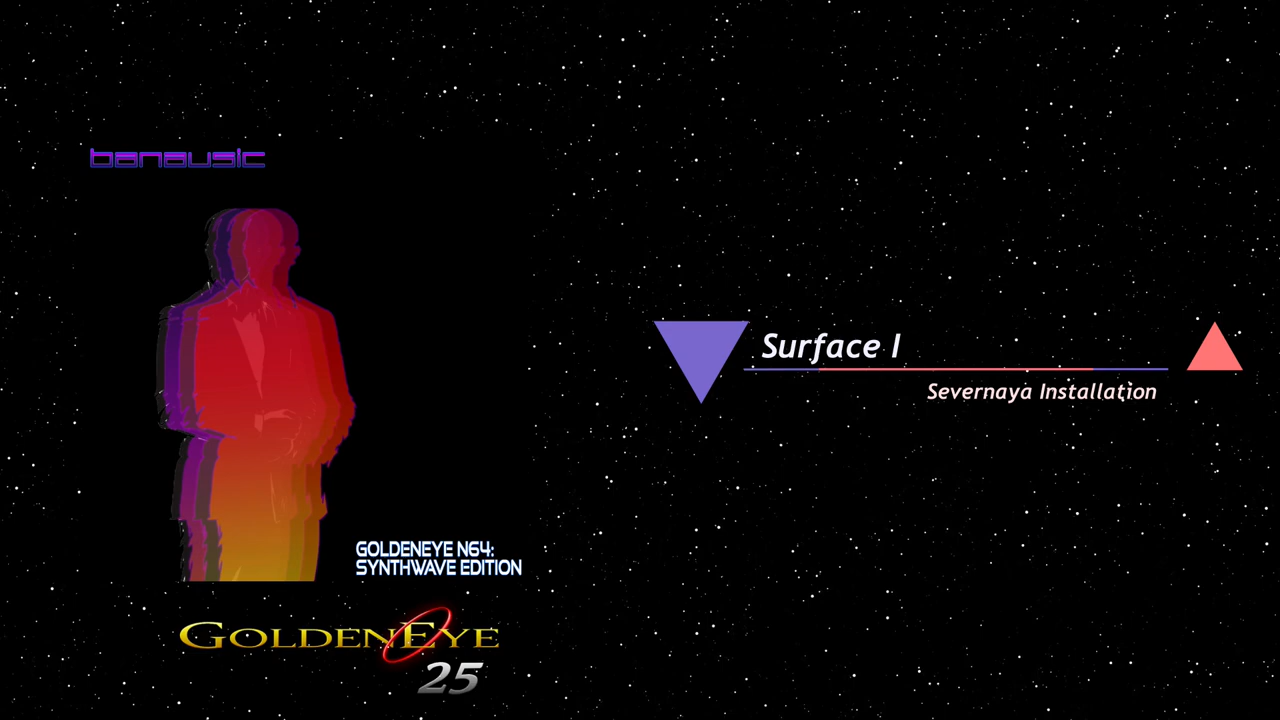 banausic
Surface I
Severnaya Installation
GOLDENEYE N64:
SYNTHWAVE EDITION
GOLDENEYE
25